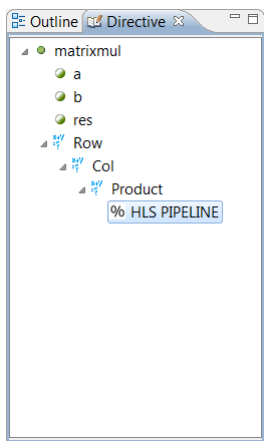 Outline Directive
matrixmul
a
b
res
Row
Col
Product
% HLS PIPELINE